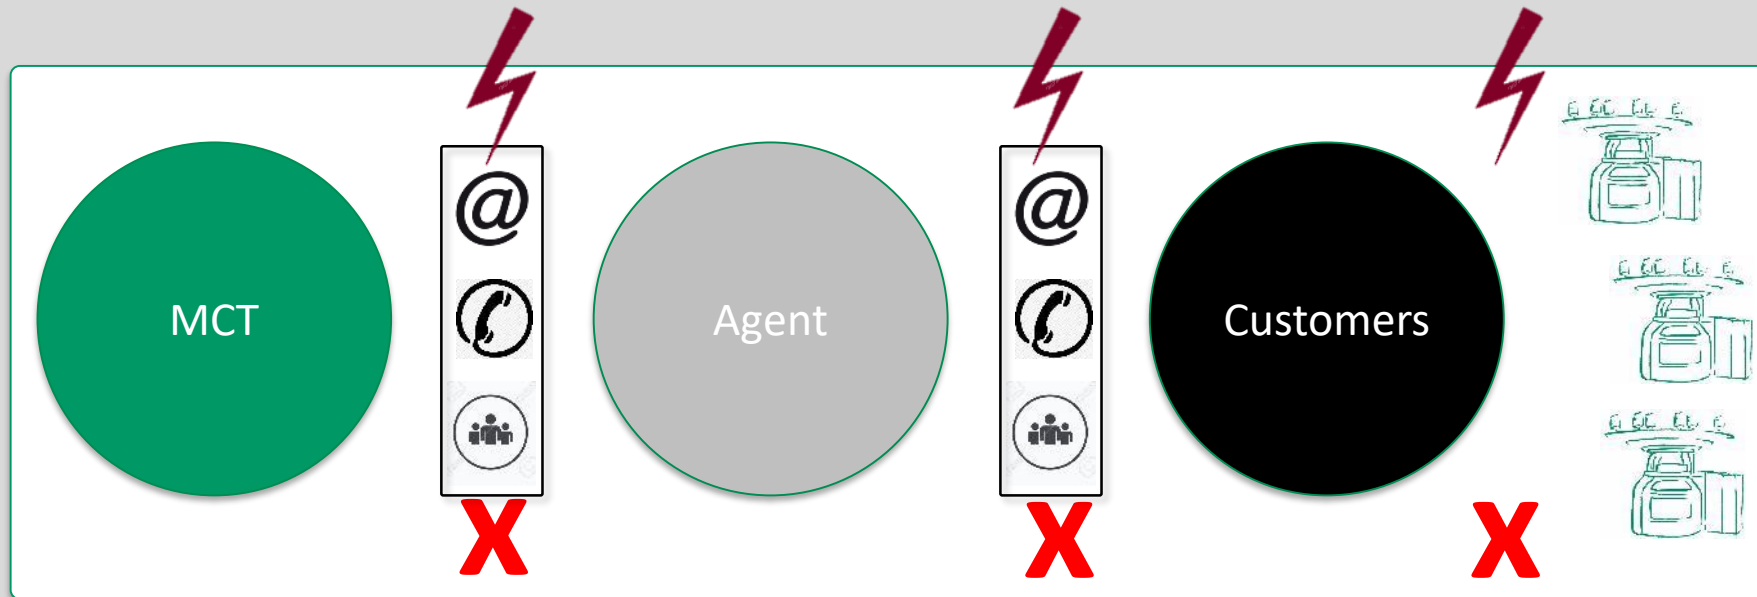 MCT
@
Agent
@
Customers
X
X
X